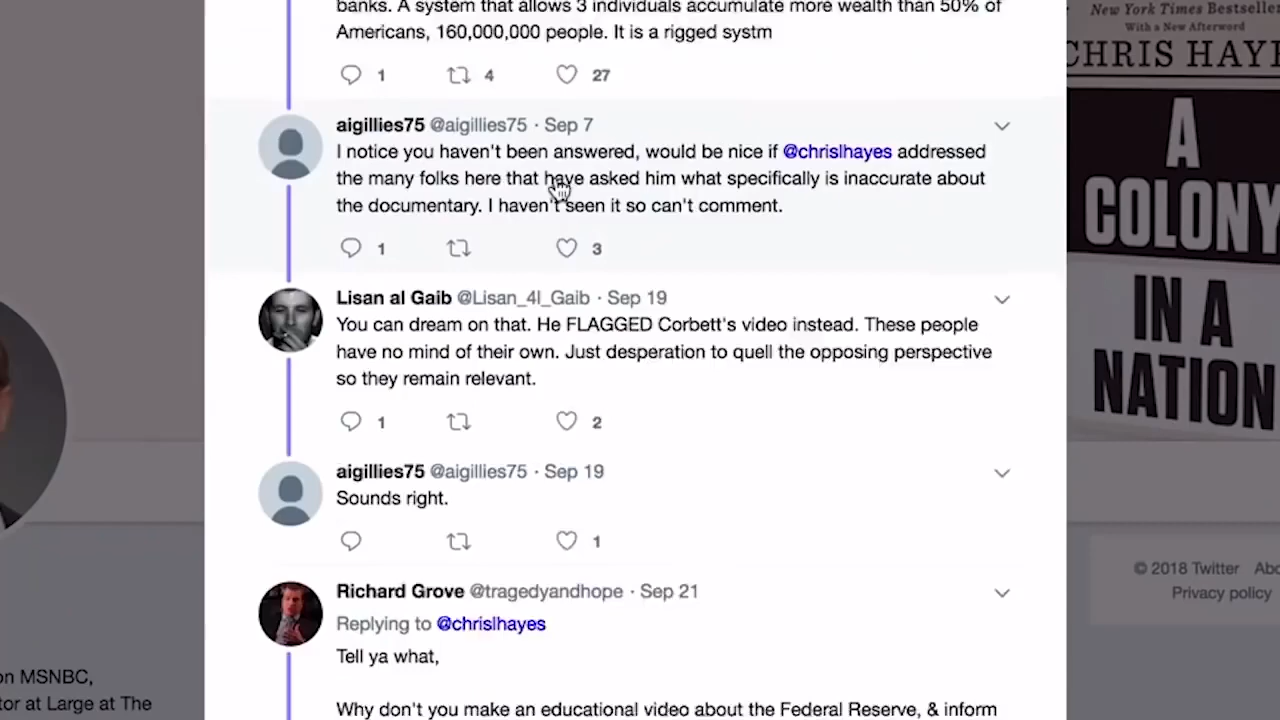 banks. A system that allows 3 individuals accumulate more wealth than 50% of
Americans, 160,000,000 people. It is a rigged systm
1 4 27
aigillies75 @aigillies75 · Sep 7
I notice you haven't been answered, would be nice if @chrislhayes addressed
the many folks here that have asked him what specifically is inaccurate about
the documentary. I haven't seen it so can't comment.
1 3
Lisan al Gaib @Lisan_4l_Gaib · Sep 19
You can dream on that. He FLAGGED Corbett's video instead. These people
have no mind of their own. Just desperation to quell the opposing perspective
so they remain relevant.
1 2
aigillies75 @aigillies75 · Sep 19
Sounds right.
1
Richard Grove @tragedyandhope · Sep 21
Replying to @chrislhayes
Tell ya what,
Why don't you make an educational video about the Federal Reserve, & inform
on MSNBC,
tor at Large at The
New York Times Bestseller
With a New Afterword
CHRIS HAYE
A
COLONY
IN A
NATION
© 2018 Twitter Abo
Privacy policy